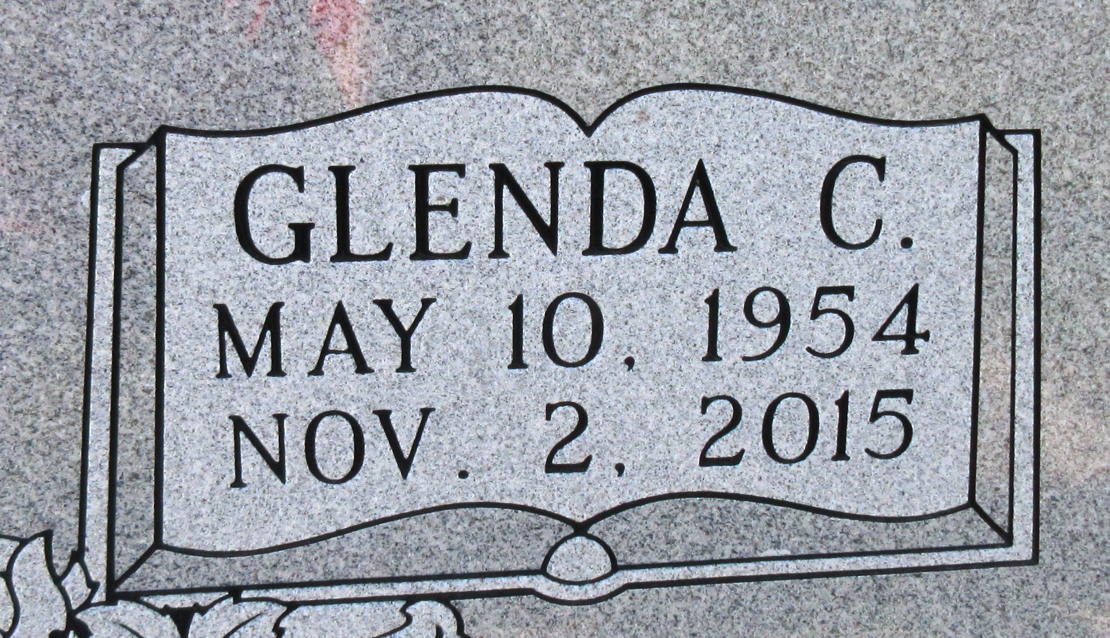 GLENDA C.
MAY 10, 1954
NOV. 2, 2015